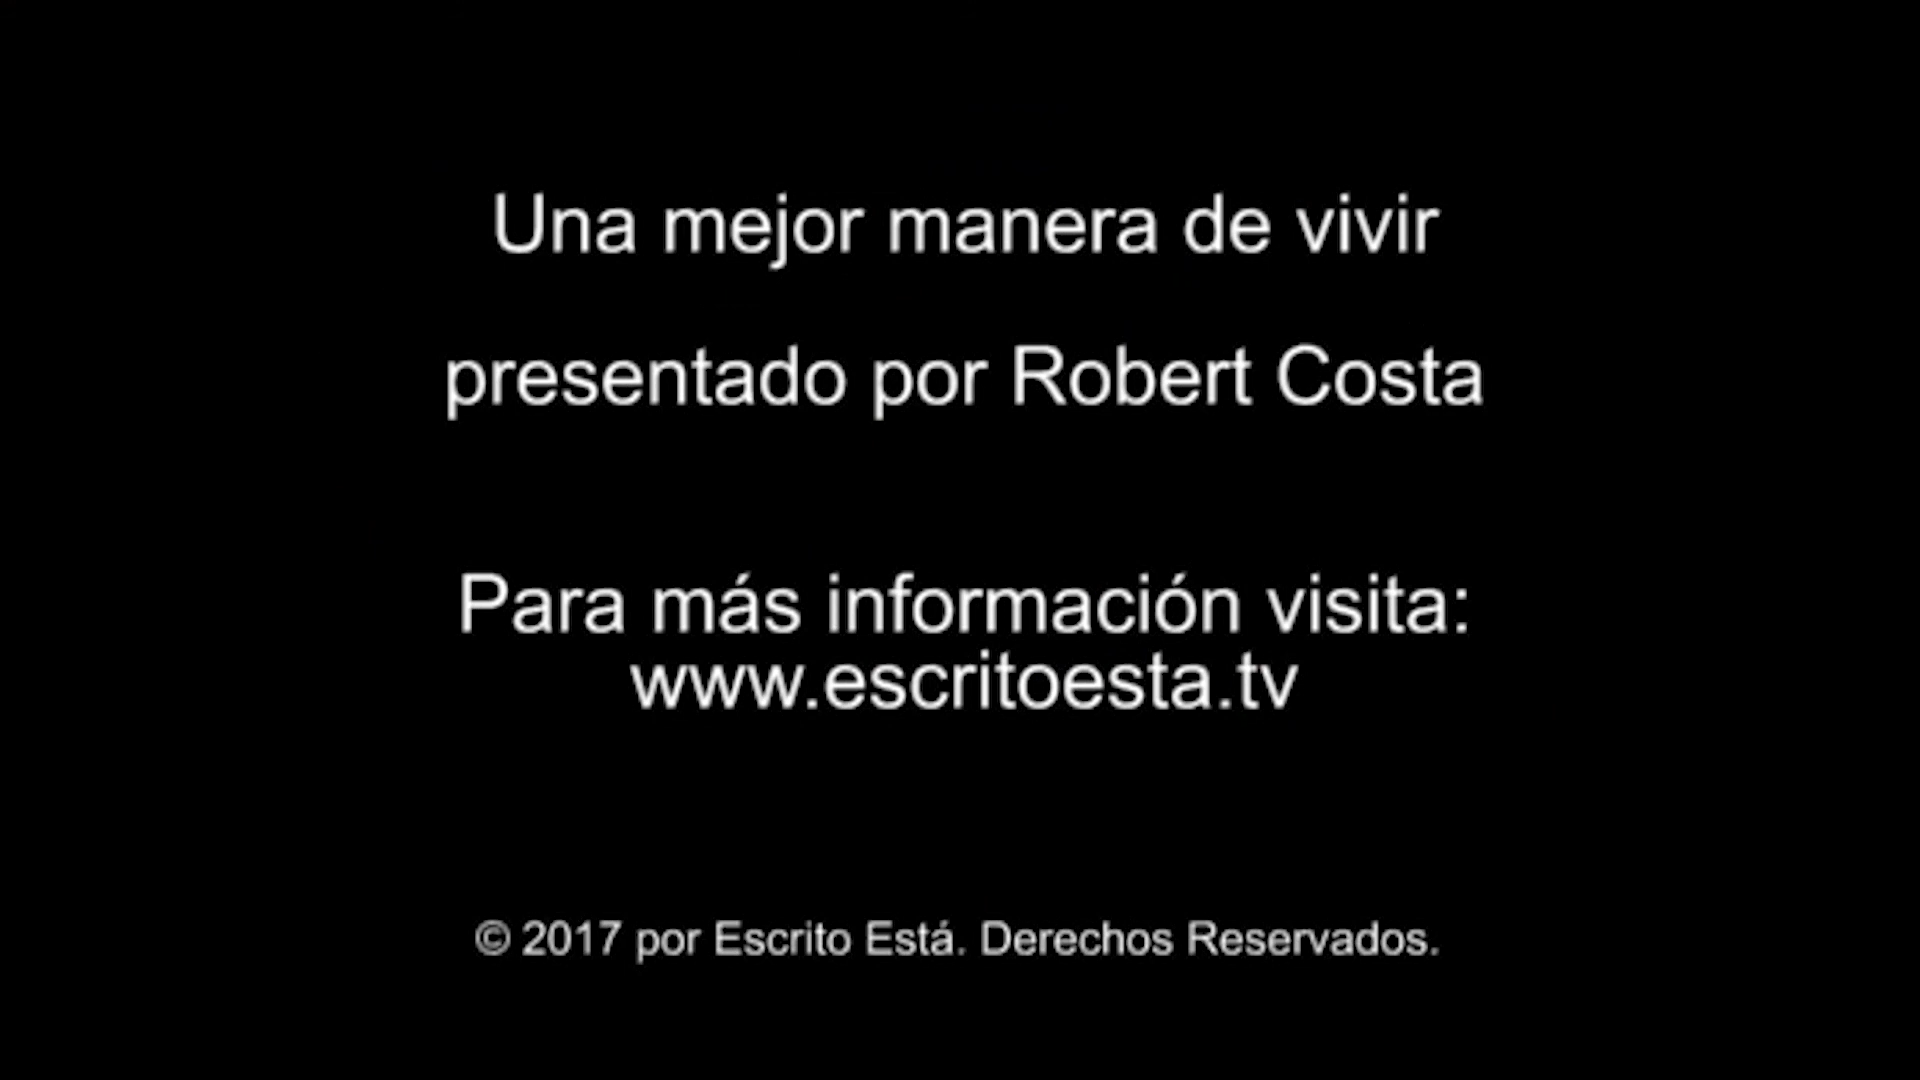 Una mejor manera de vivir
presentado por Robert Costa
Para más información visita:
www.escritoesta.tv
© 2017 por Escrito Está. Derechos Reservados.